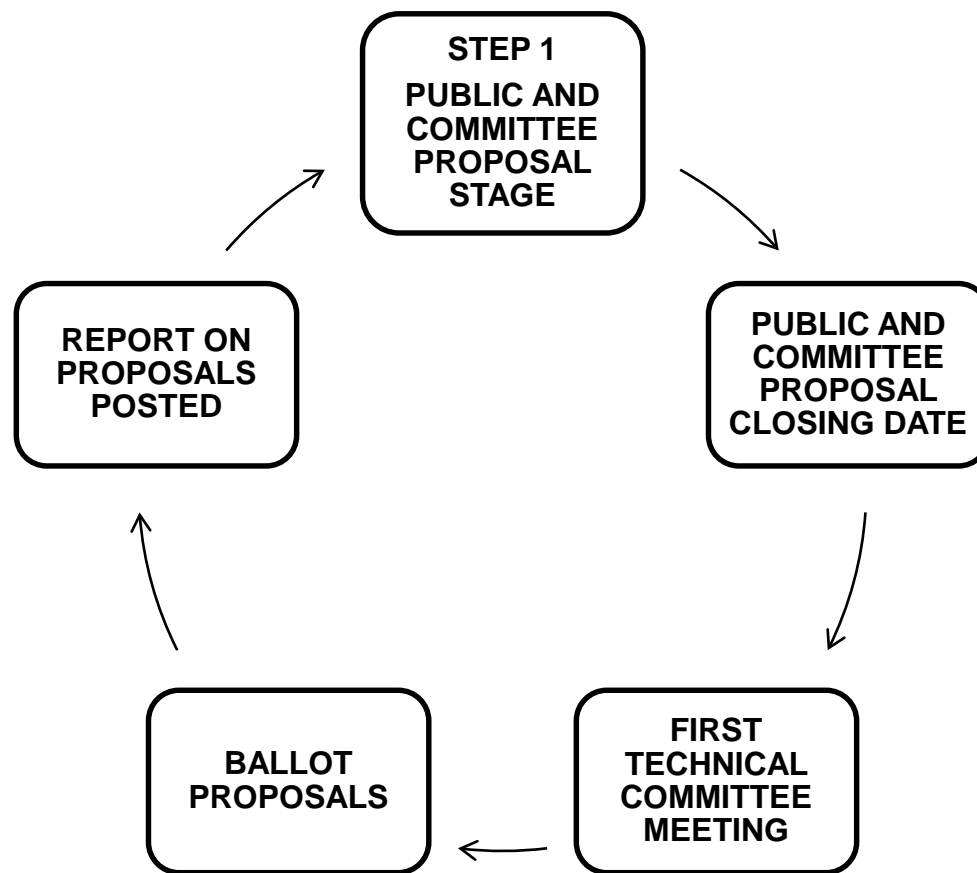 STEP 1
PUBLIC AND
COMMITTEE
PROPOSAL
STAGE
PUBLIC AND
COMMITTEE
PROPOSAL
CLOSING DATE
FIRST
TECHNICAL
COMMITTEE
MEETING
BALLOT
PROPOSALS
REPORT ON
PROPOSALS
POSTED